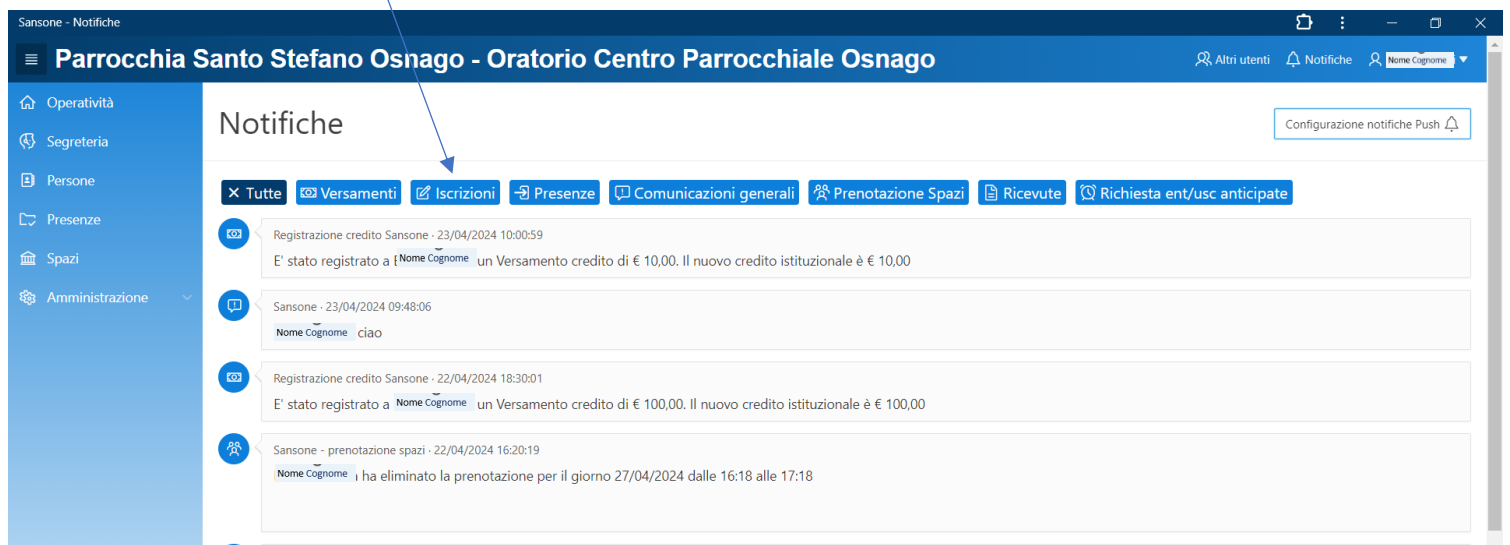 Sansone - Notifiche
Parrocchia Santo Stefano Osnago - Oratorio Centro Parrocchiale Osnago
Altri utenti Notifiche Nome Cognome
Operatività
Segreteria
Persone
Presenze
Spazi
Amministrazione
Notifiche
Configurazione notifiche Push
Tutte Versamenti Iscrizioni Presenze Comunicazioni generali Prenotazione Spazi Ricevute Richiesta ent/usc anticipate
Registrazione credito Sansone · 23/04/2024 10:00:59
E' stato registrato a Nome Cognome un Versamento credito di € 10,00. Il nuovo credito istituzionale è € 10,00
Sansone · 23/04/2024 09:48:06
Nome Cognome ciao
Registrazione credito Sansone · 22/04/2024 18:30:01
E' stato registrato a Nome Cognome un Versamento credito di € 100,00. Il nuovo credito istituzionale è € 100,00
Sansone - prenotazione spazi · 22/04/2024 16:20:19
Nome Cognome ha eliminato la prenotazione per il giorno 27/04/2024 dalle 16:18 alle 17:18